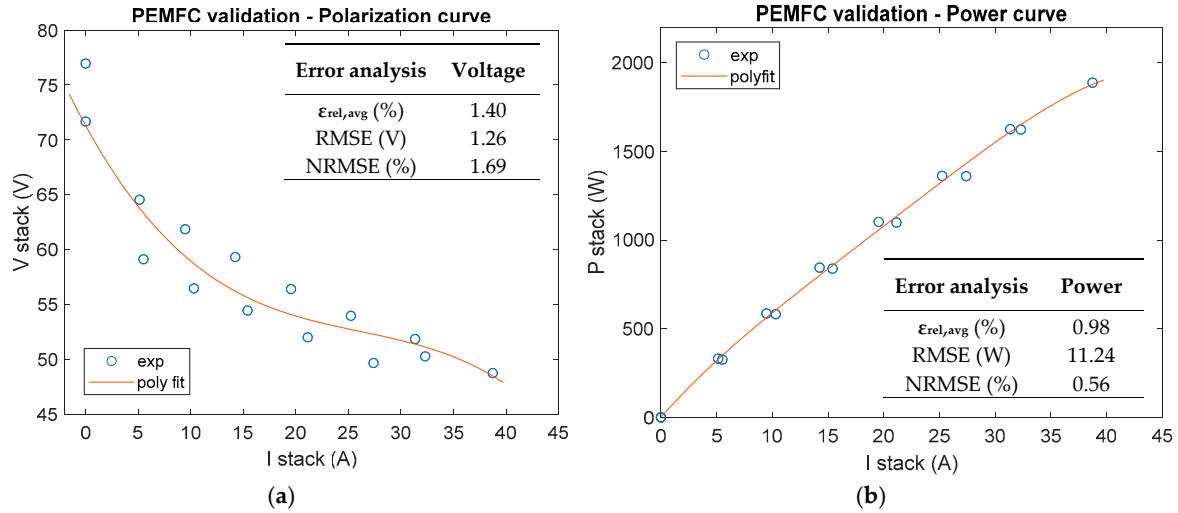 PEMFC validation - Polarization curve
80
75
70
65
60
55
50
45
V stack (V)
Error analysis Voltage
εrel,avg (%) 1.40
RMSE (V) 1.26
NRMSE (%) 1.69
exp
poly fit
0 5 10 15 20 25 30 35 40 45
I stack (A)
(a)
PEMFC validation - Power curve
exp
polyfit
2000
1500
1000
500
0
P stack (W)
Error analysis Power
εrel,avg (%) 0.98
RMSE (W) 11.24
NRMSE (%) 0.56
0 5 10 15 20 25 30 35 40 45
I stack (A)
(b)